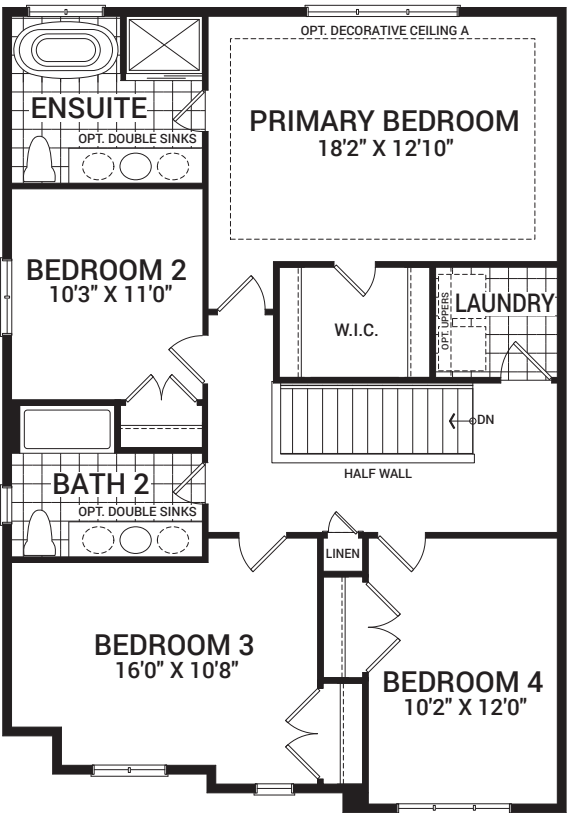 OPT. DECORATIVE CEILING A
ENSUITE
OPT. DOUBLE SINKS
PRIMARY BEDROOM
18'2" X 12'10"
BEDROOM 2
10'3" X 11'0"
W.I.C.
OPT. UPPERS
LAUNDRY
DN
HALF WALL
BATH 2
OPT. DOUBLE SINKS
LINEN
BEDROOM 3
16'0" X 10'8"
BEDROOM 4
10'2" X 12'0"